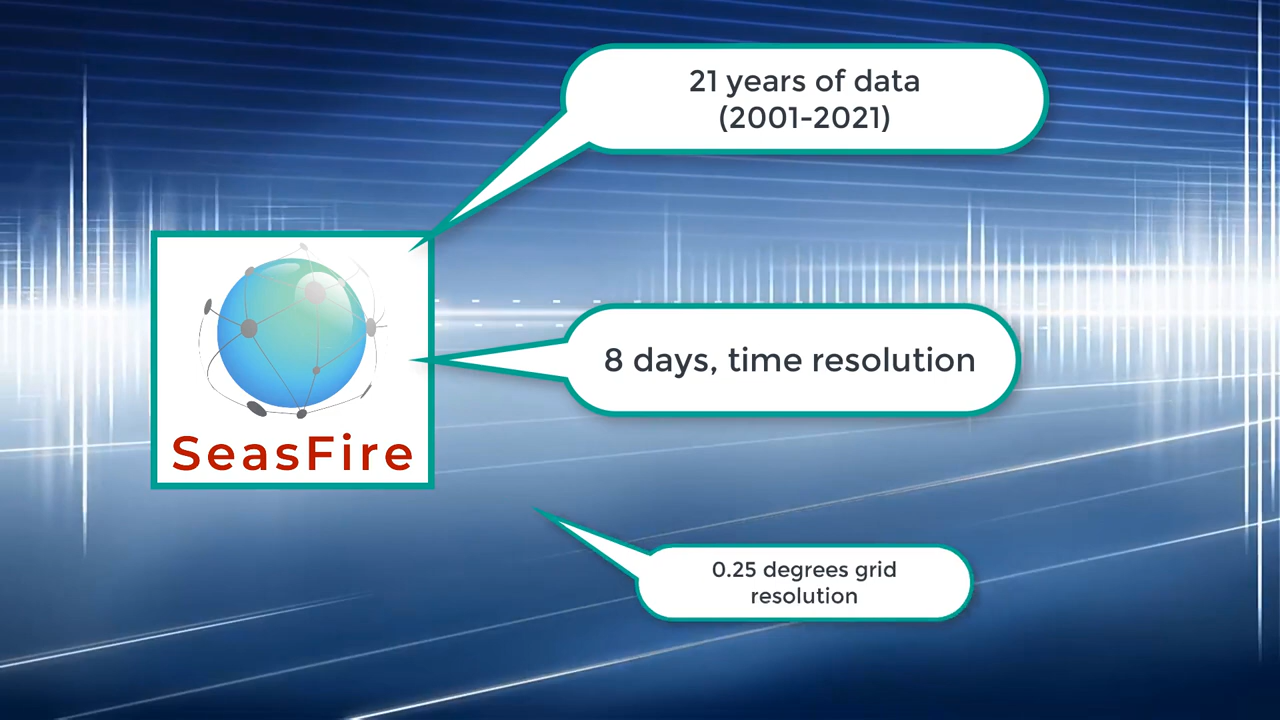 21 years of data
(2001-2021)
8 days, time resolution
SeasFire
0.25 degrees grid
resolution